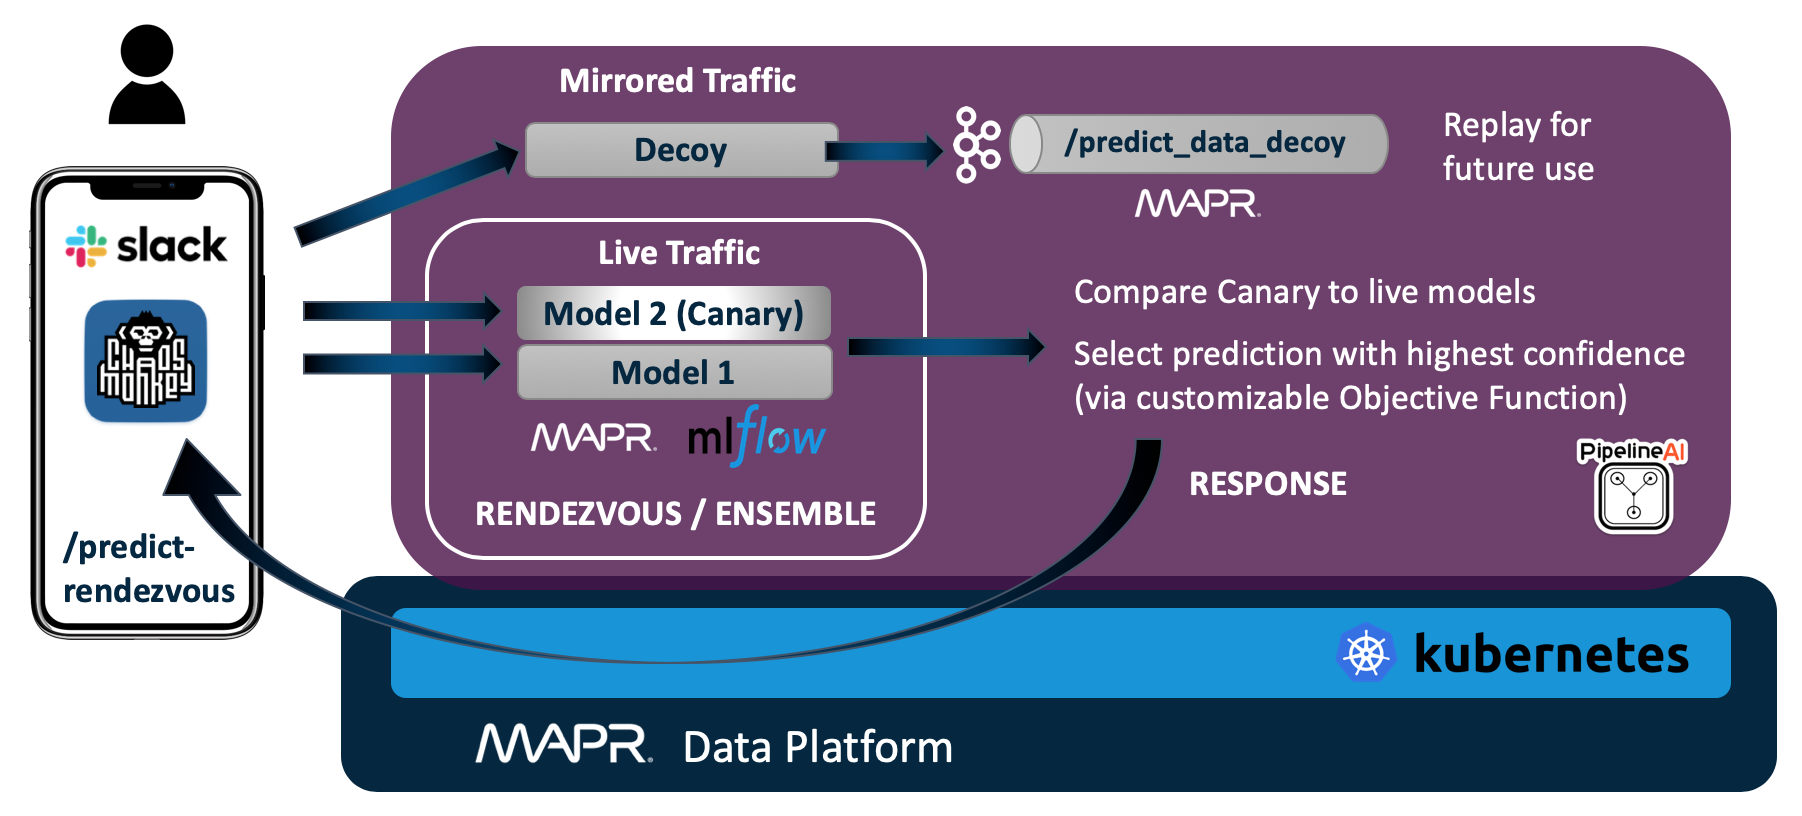 Mirrored Traffic
Decoy
/predict_data_decoy
MAPR
Replay for
future use
slack
CHAOS
MONKEY
/predict-
rendezvous
Live Traffic
Model 2 (Canary)
Model 1
MAPR
mlflow
RENDEZVOUS / ENSEMBLE
Compare Canary to live models
Select prediction with highest confidence
(via customizable Objective Function)
RESPONSE
PipelineAI
kubernetes
MAPR Data Platform